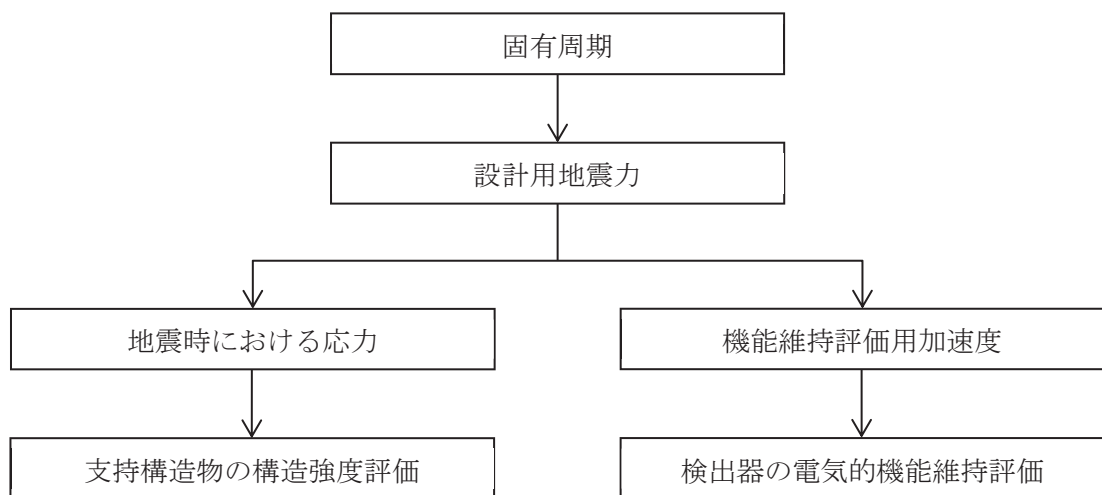 固有周期
設計用地震力
地震時における応力
機能維持評価用加速度
支持構造物の構造強度評価
検出器の電気的機能維持評価